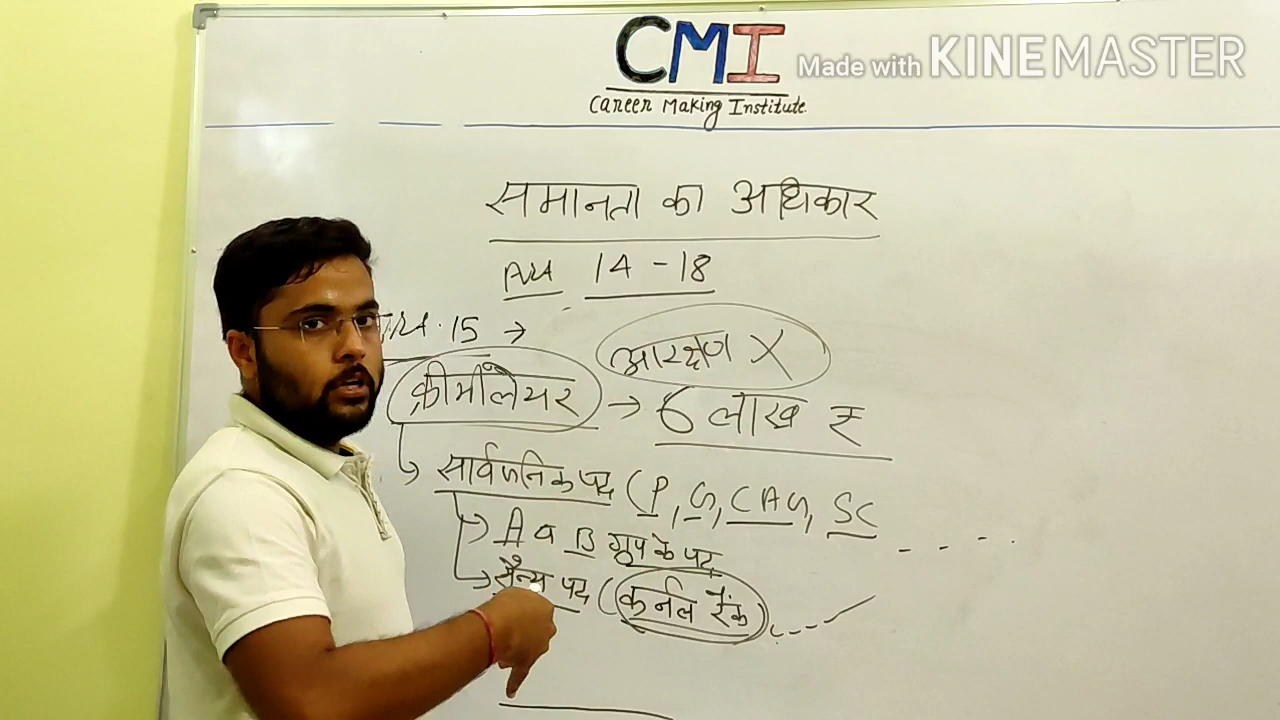 CMI
Made with KINEMASTER
Career Making Institute
समानता का अधिकार
Art 14 - 18
Art. 15 → आरक्षण X
क्रीमीलेयर → 6 लाख ₹
सार्वजनिक पद (P, G, CAG, SC - - - -
A व B ग्रुप के पद
सैन्य पद (कर्नल रैंक) - - -